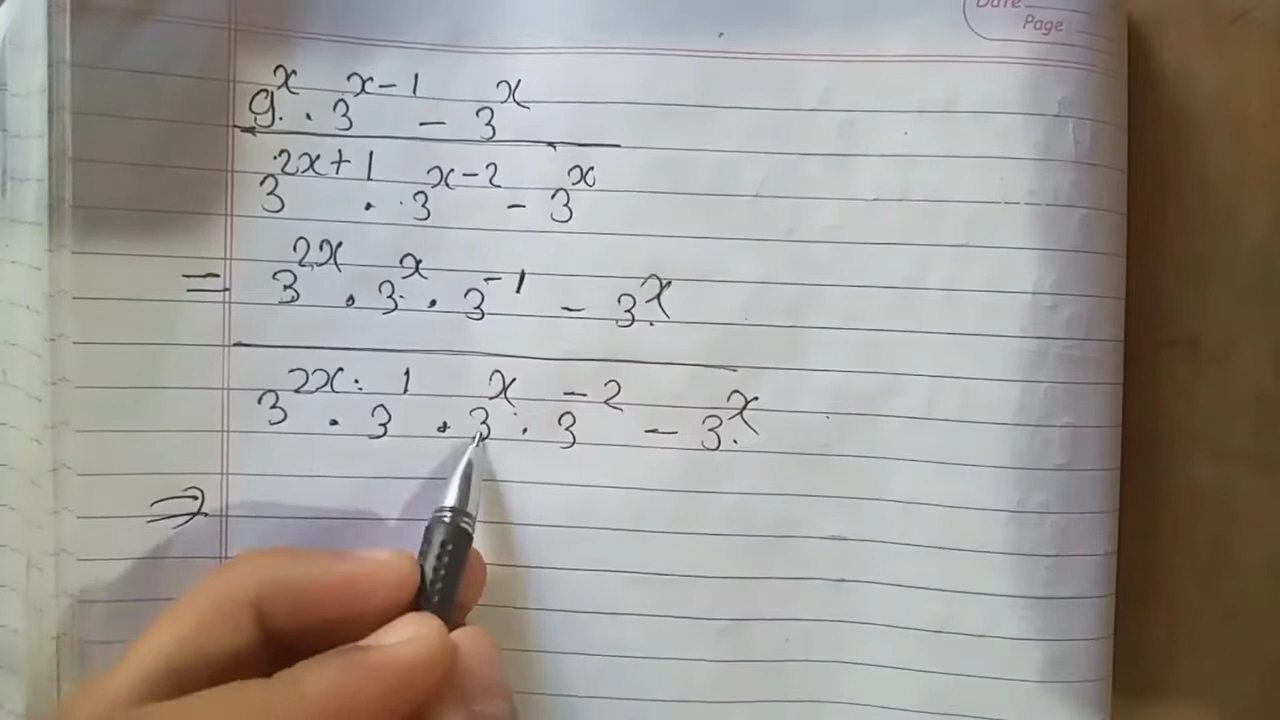 Date
Page
9^x . 3^(x-1) - 3^x
3^(2x+1) . 3^(x-2) - 3^x
= 3^(2x) . 3^x . 3^(-1) - 3^x
3^(2x) . 3^1 . 3^x . 3^(-2) - 3^x
⇒